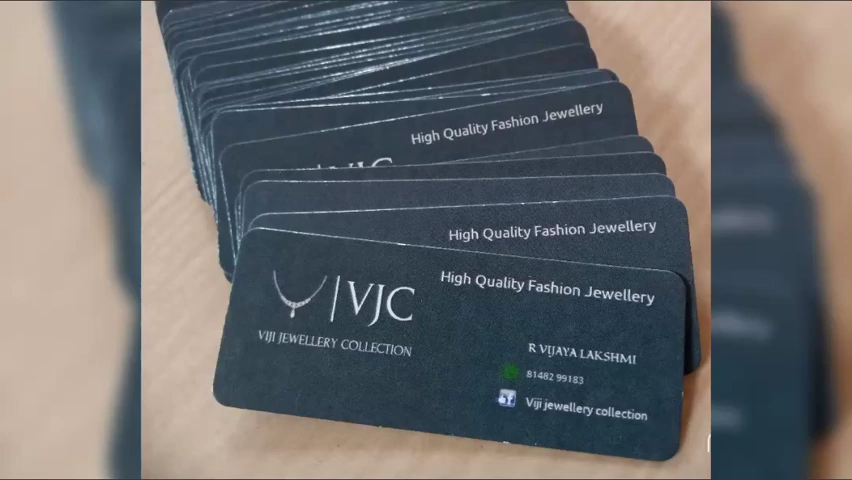 High Quality Fashion Jewellery
VJC
High Quality Fashion Jewellery
High Quality Fashion Jewellery
VJC
VIJI JEWELLERY COLLECTION
R VIJAYA LAKSHMI
81482 99183
Viji jewellery collection